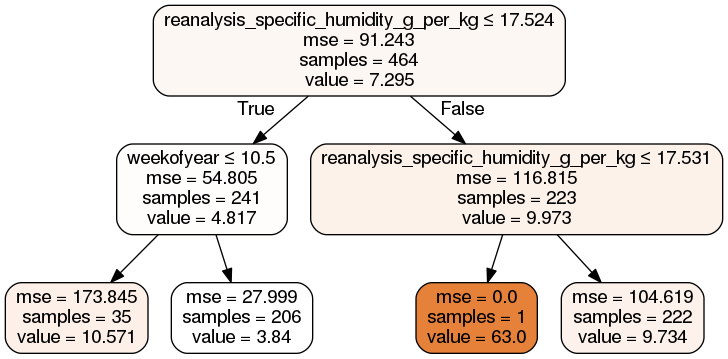 reanalysis_specific_humidity_g_per_kg ≤ 17.524
mse = 91.243
samples = 464
value = 7.295
True
False
weekofyear ≤ 10.5
mse = 54.805
samples = 241
value = 4.817
reanalysis_specific_humidity_g_per_kg ≤ 17.531
mse = 116.815
samples = 223
value = 9.973
mse = 173.845
samples = 35
value = 10.571
mse = 27.999
samples = 206
value = 3.84
mse = 0.0
samples = 1
value = 63.0
mse = 104.619
samples = 222
value = 9.734